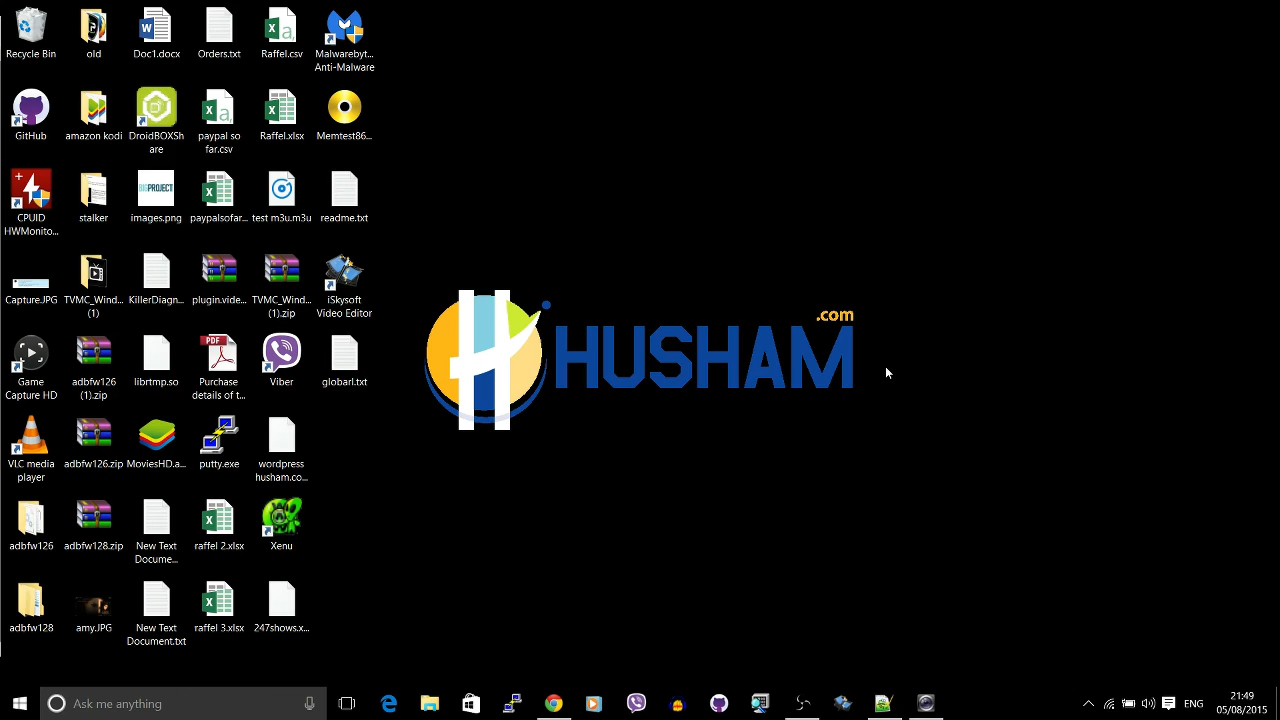 Recycle Bin
old
Doc1.docx
Orders.txt
Raffel.csv
Malwarebyt...
Anti-Malware
GitHub
amazon kodi
DroidBOXSh
are
paypal so
far.csv
Raffel.xlsx
Memtest86...
CPUID
HWMonito...
stalker
BIGPROJECT
images.png
paypalsofar...
test m3u.m3u
readme.txt
Capture.JPG
TVMC_Wind...
(1)
KillerDiagn...
plugin.vide...
TVMC_Wind...
(1).zip
iSkysoft
Video Editor
.com
HUSHAM
Game
Capture HD
adbfw126
(1).zip
librtmp.so
PDF
Purchase
details of t...
Viber
globarl.txt
VLC media
player
adbfw126.zip
MoviesHD.a...
putty.exe
wordpress
husham.co...
adbfw126
adbfw128.zip
New Text
Docume...
raffel 2.xlsx
Xenu
adbfw128
amy.JPG
New Text
Document.txt
raffel 3.xlsx
247shows.x...
Ask me anything
ENG
21:49
05/08/2015